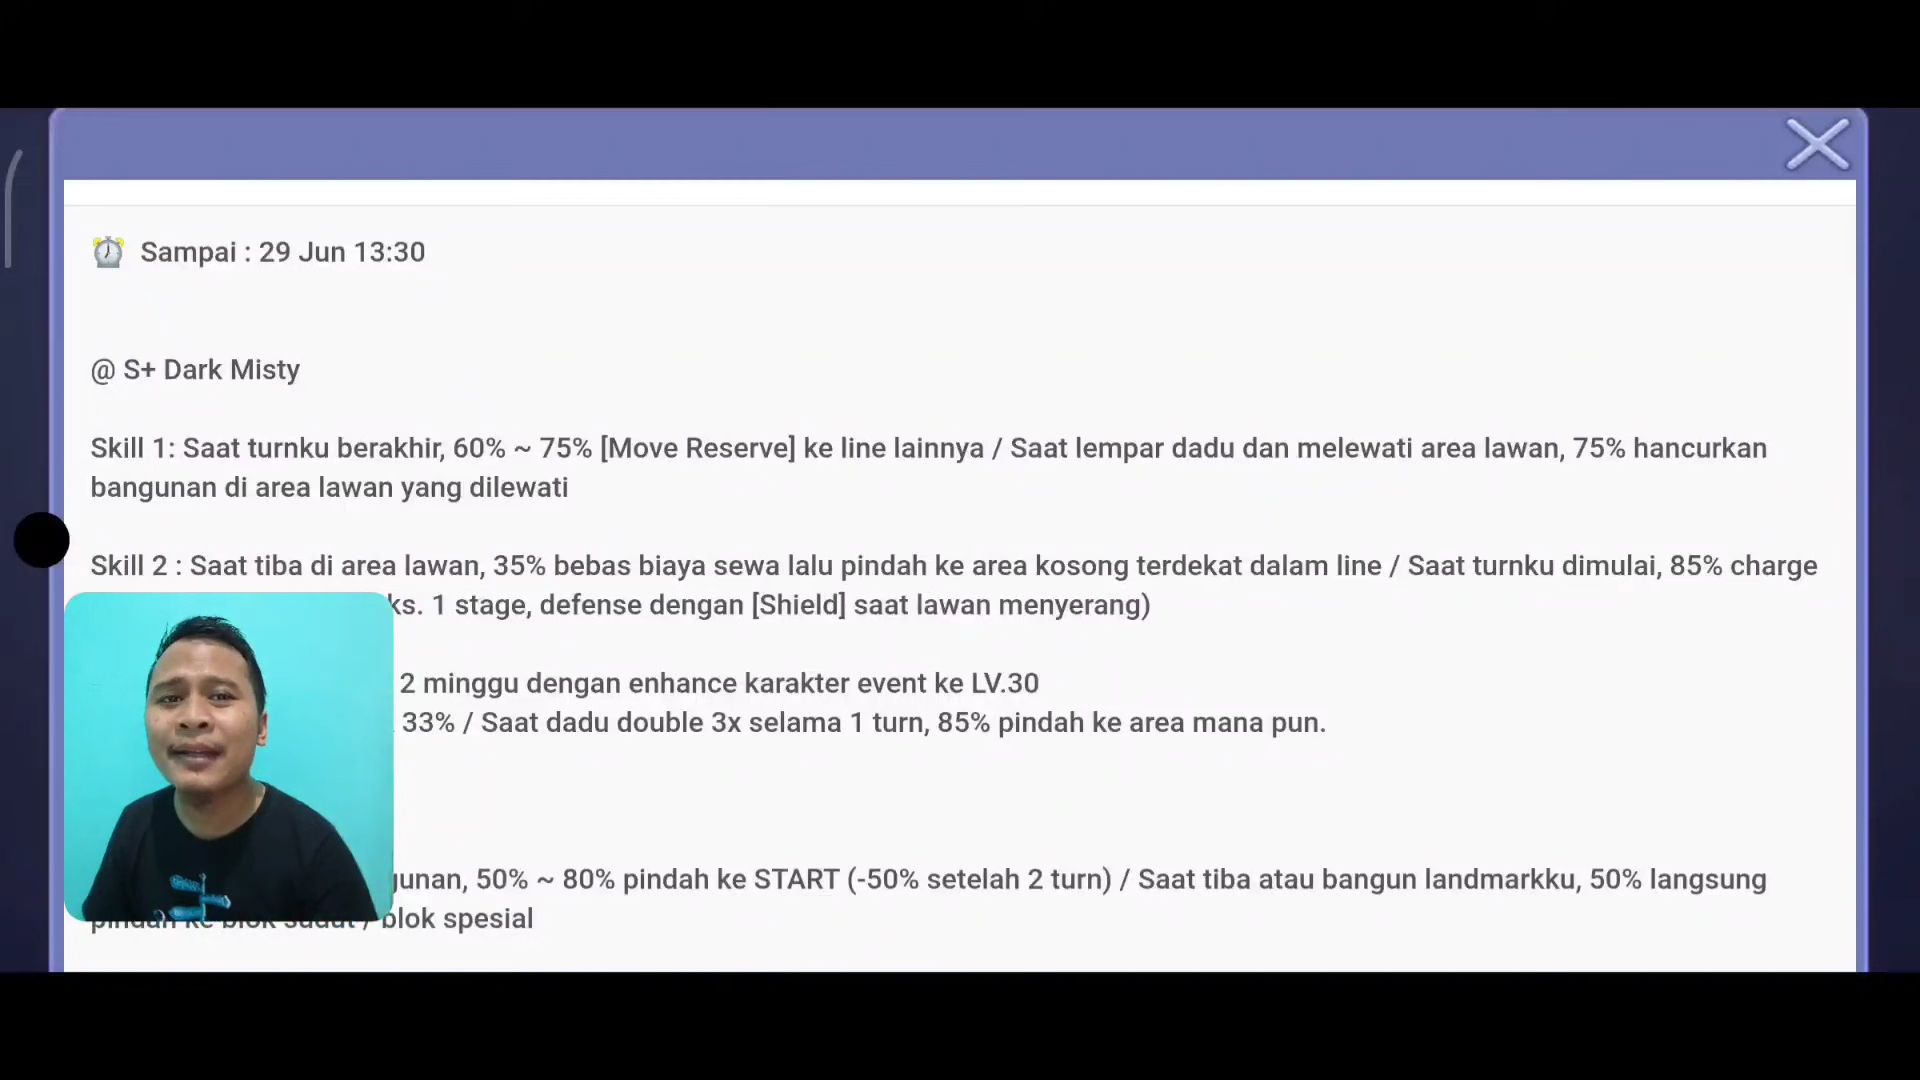 Sampai : 29 Jun 13:30
@ S+ Dark Misty
Skill 1: Saat turnku berakhir, 60% ~ 75% [Move Reserve] ke line lainnya / Saat lempar dadu dan melewati area lawan, 75% hancurkan
bangunan di area lawan yang dilewati
Skill 2 : Saat tiba di area lawan, 35% bebas biaya sewa lalu pindah ke area kosong terdekat dalam line / Saat turnku dimulai, 85% charge
1 stage, defense dengan [Shield] saat lawan menyerang)
2 minggu dengan enhance karakter event ke LV.30
33% / Saat dadu double 3x selama 1 turn, 85% pindah ke area mana pun.
50% ~ 80% pindah ke START (-50% setelah 2 turn) / Saat tiba atau bangun landmarkku, 50% langsung
pindah ke blok sudut / blok spesial